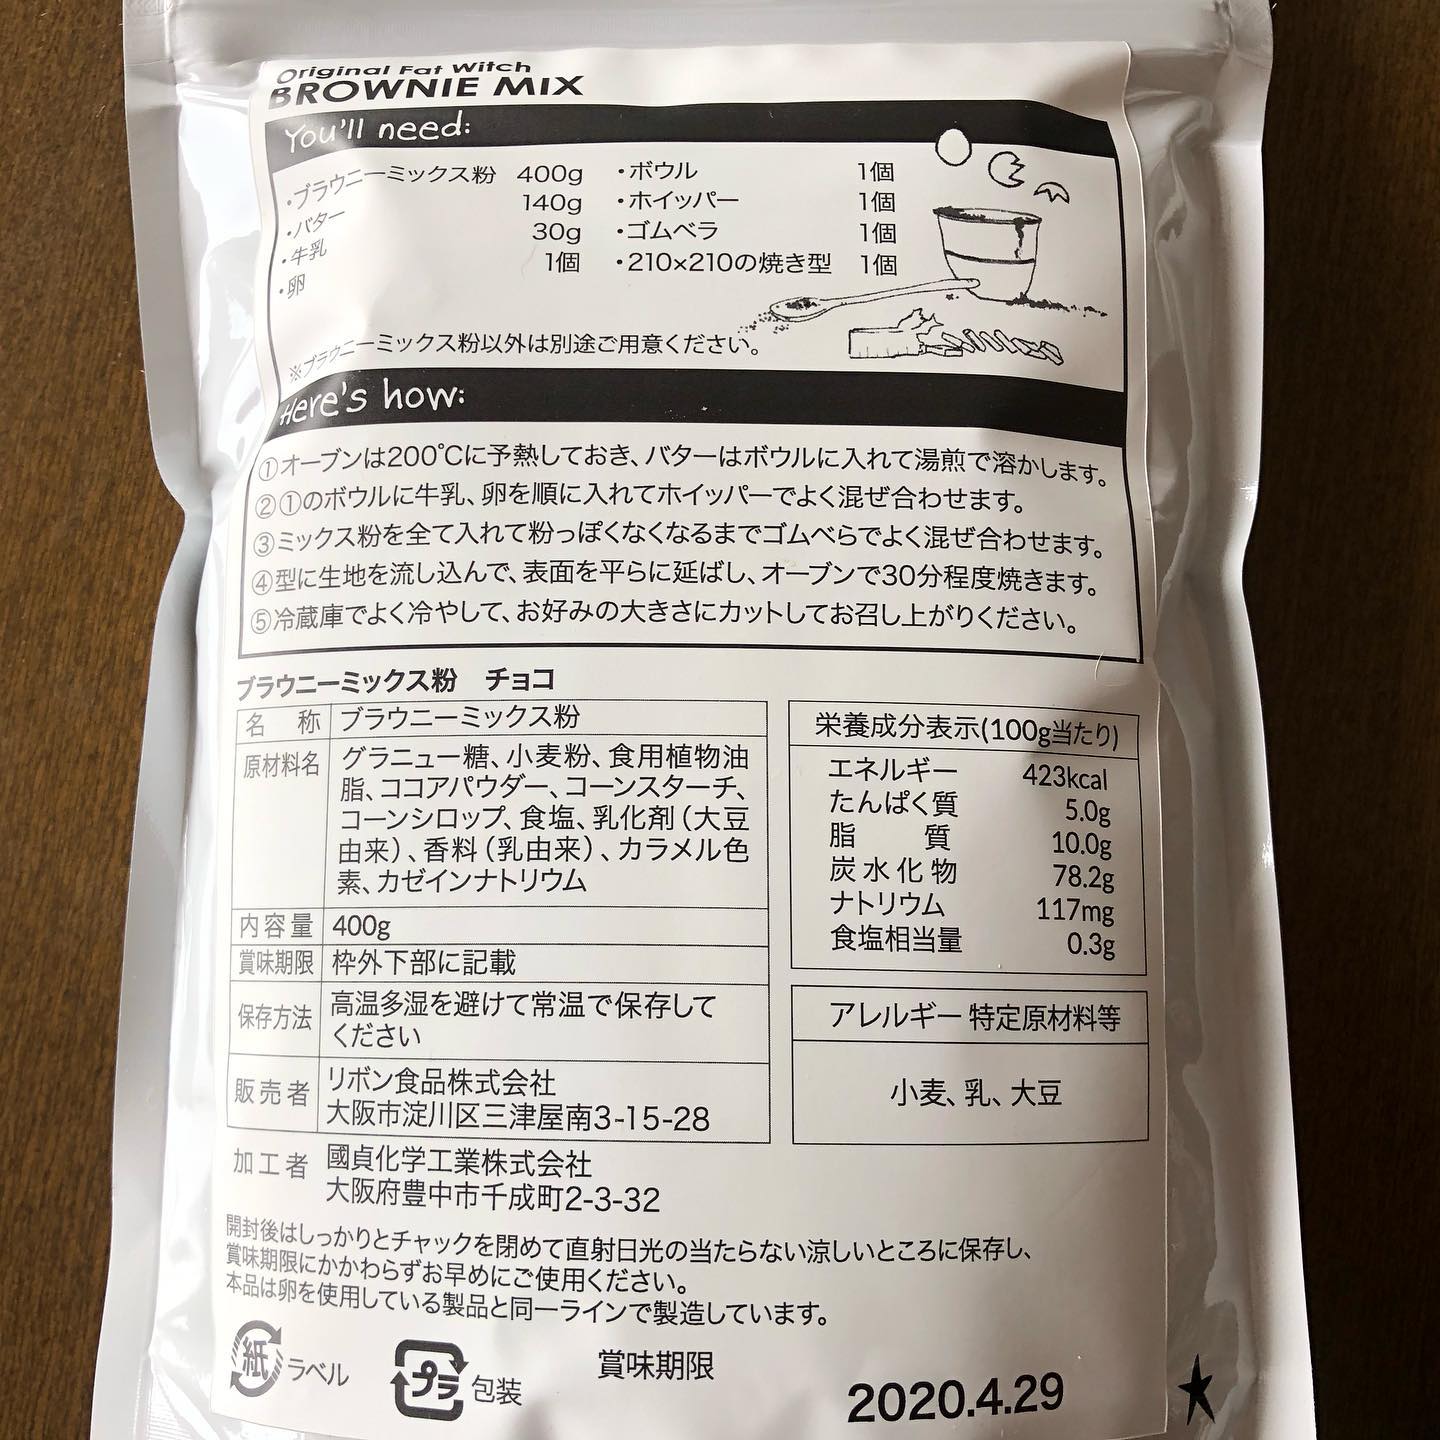 Original Fat Witch
BROWNIE MIX
You'll need:
・ブラウニーミックス粉 400g
・バター 140g
・牛乳 30g
・卵 1個
・ボウル 1個
・ホイッパー 1個
・ゴムベラ 1個
・210×210の焼き型 1個
※ブラウニーミックス粉以外は別途ご用意ください。
Here's how:
①オーブンは200℃に予熱しておき、バターはボウルに入れて湯煎で溶かします。
②①のボウルに牛乳、卵を順に入れてホイッパーでよく混ぜ合わせます。
③ミックス粉を全て入れて粉っぽくなくなるまでゴムべらでよく混ぜ合わせます。
④型に生地を流し込んで、表面を平らに延ばし、オーブンで30分程度焼きます。
⑤冷蔵庫でよく冷やして、お好みの大きさにカットしてお召し上がりください。
ブラウニーミックス粉 チョコ
名称 ブラウニーミックス粉
原材料名 グラニュー糖、小麦粉、食用植物油
脂、ココアパウダー、コーンスターチ、
コーンシロップ、食塩、乳化剤（大豆
由来）、香料（乳由来）、カラメル色
素、カゼインナトリウム
内容量 400g
賞味期限 枠外下部に記載
保存方法 高温多湿を避けて常温で保存して
ください
販売者 リボン食品株式会社
大阪市淀川区三津屋南3-15-28
加工者 國貞化学工業株式会社
大阪府豊中市千成町2-3-32
栄養成分表示(100g当たり)
エネルギー 423kcal
たんぱく質 5.0g
脂質 10.0g
炭水化物 78.2g
ナトリウム 117mg
食塩相当量 0.3g
アレルギー 特定原材料等
小麦、乳、大豆
開封後はしっかりとチャックを閉めて直射日光の当たらない涼しいところに保存し、
賞味期限にかかわらずお早めにご使用ください。
本品は卵を使用している製品と同一ラインで製造しています。
紙 ラベル
プラ 包装
賞味期限
2020.4.29